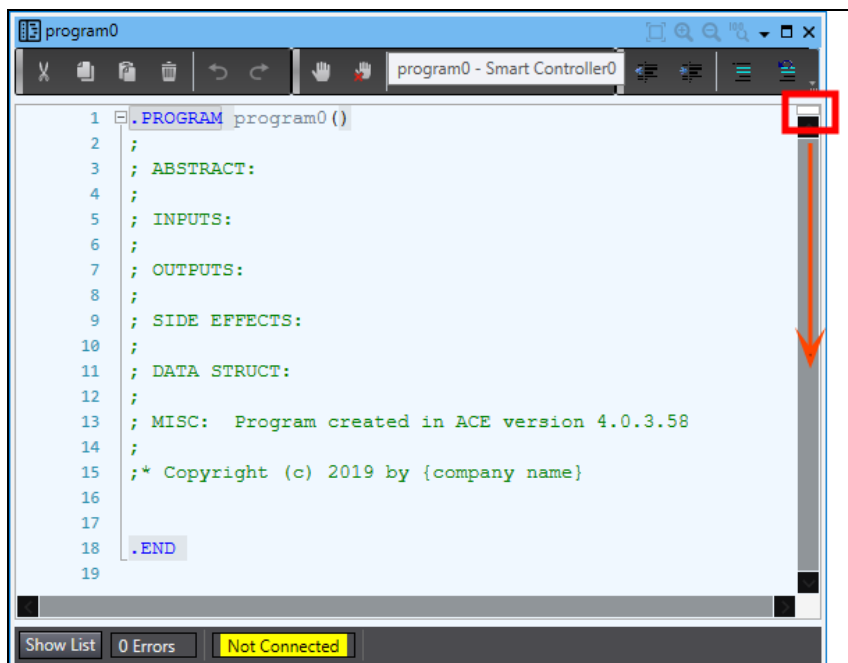 program0
100
program0 - Smart Controller0
1 .PROGRAM program0()
2 ;
3 ; ABSTRACT:
4 ;
5 ; INPUTS:
6 ;
7 ; OUTPUTS:
8 ;
9 ; SIDE EFFECTS:
10 ;
11 ; DATA STRUCT:
12 ;
13 ; MISC:  Program created in ACE version 4.0.3.58
14 ;
15 ;* Copyright (c) 2019 by {company name}
16
17
18 .END
19
Show List 0 Errors Not Connected